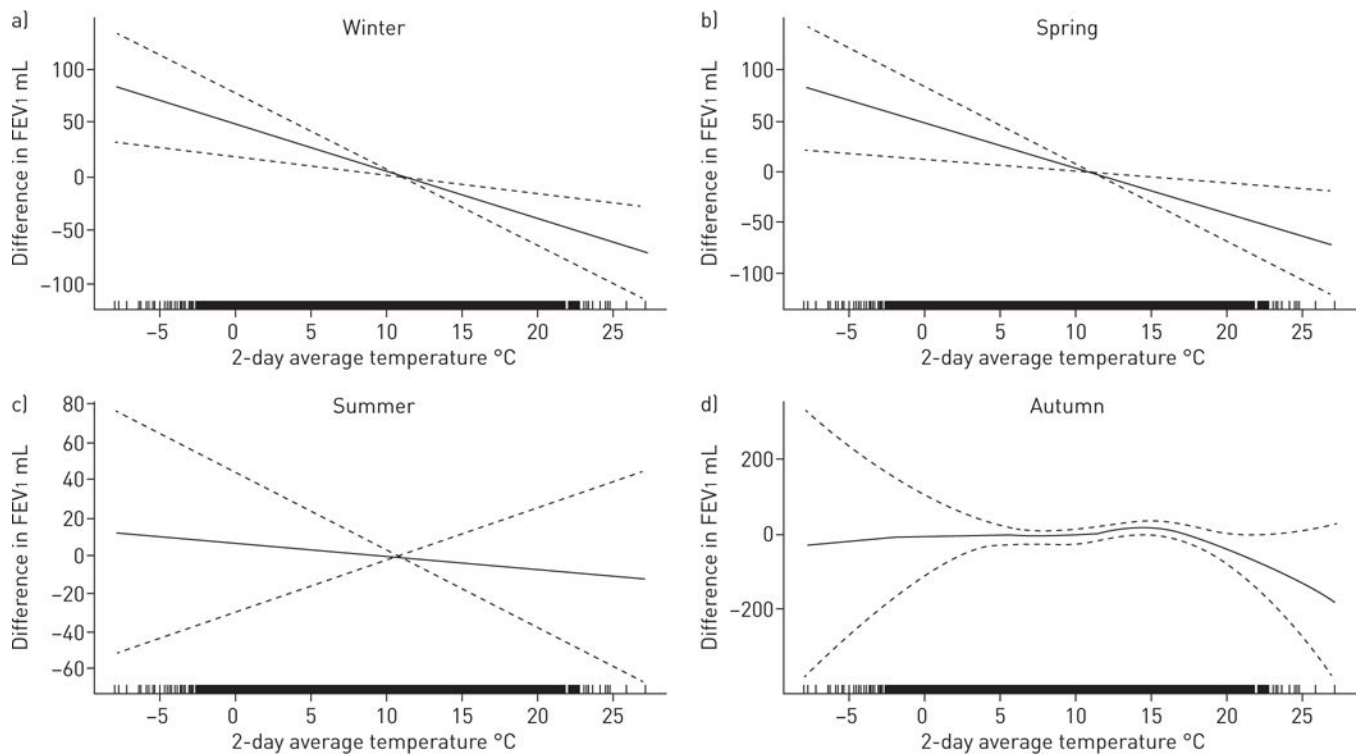 a)
Winter
Difference in FEV1 mL
100
50
0
−50
−100
−5 0 5 10 15 20 25
2-day average temperature °C
b)
Spring
Difference in FEV1 mL
100
50
0
−50
−100
−5 0 5 10 15 20 25
2-day average temperature °C
c)
Summer
Difference in FEV1 mL
80
60
40
20
0
−20
−40
−60
−5 0 5 10 15 20 25
2-day average temperature °C
d)
Autumn
Difference in FEV1 mL
200
0
−200
−5 0 5 10 15 20 25
2-day average temperature °C